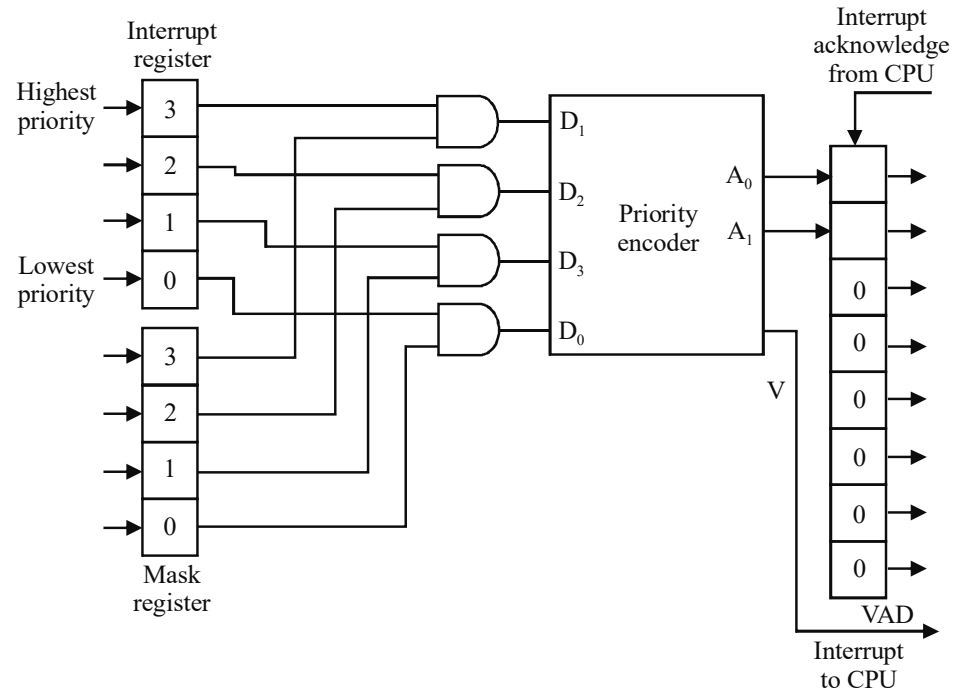 Interrupt
register
Highest
priority
3
2
1
Lowest
priority
0
3
2
1
0
Mask
register
D₁
D₂
D₃
D₀
Priority
encoder
A₀
A₁
V
Interrupt
acknowledge
from CPU
0
0
0
0
0
0
VAD
Interrupt
to CPU